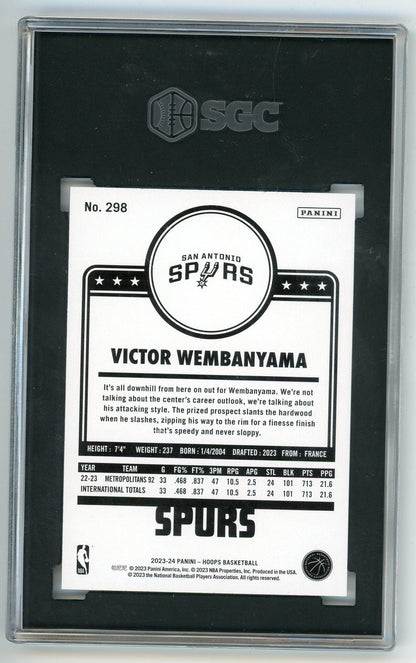 SGC
No. 298
PANINI
SAN ANTONIO
SPURS
VICTOR WEMBANYAMA
It's all downhill from here on out for Wembanyama. We're not
talking about the center's career outlook, we're talking about
his attacking style. The prized prospect slants the hardwood
when he slashes, zipping his way to the rim for a finesse finish
that's speedy and never sloppy.
HEIGHT: 7'4" WEIGHT: 237 BORN: 1/4/2004 DRAFTED: 2023 FROM: FRANCE
YEAR TEAM G FG% FT% 3PM RPG APG STL BLK PTS PPG
22-23 METROPOLITANS 92 33 .468 .837 47 10.5 2.5 24 101 713 21.6
INTERNATIONAL TOTALS 33 .468 .837 47 10.5 2.5 24 101 713 21.6
SPURS
2023-24 PANINI – HOOPS BASKETBALL
© 2023 Panini America, Inc. © 2023 NBA Properties, Inc. Produced in the USA.
© 2023 the National Basketball Players Association. All rights reserved.